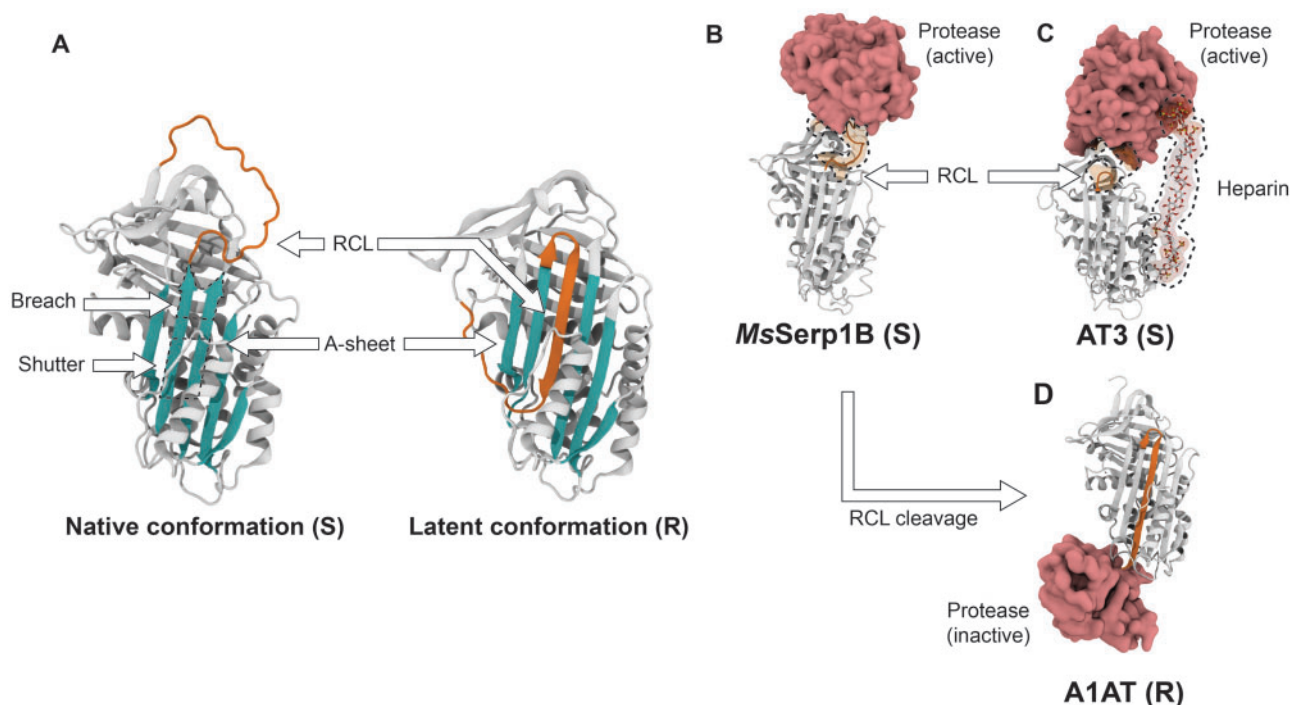 A
RCL
Breach
Shutter
A-sheet
Native conformation (S)
Latent conformation (R)
B
Protease
(active)
C
Protease
(active)
RCL
Heparin
MsSerp1B (S)
AT3 (S)
D
RCL cleavage
Protease
(inactive)
A1AT (R)